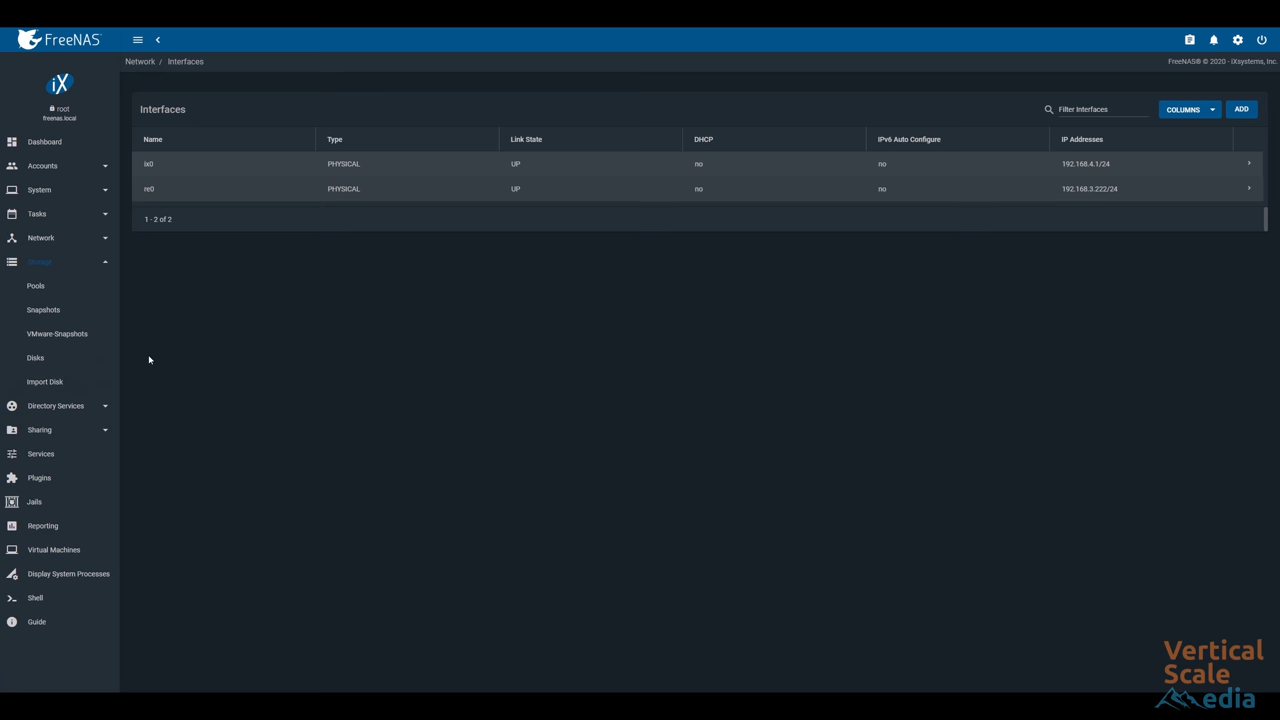 FreeNAS®
Network / Interfaces
FreeNAS® © 2020 - iXsystems, Inc.
iX
root
freenas.local
Dashboard
Accounts
System
Tasks
Network
Storage
Pools
Snapshots
VMware-Snapshots
Disks
Import Disk
Directory Services
Sharing
Services
Plugins
Jails
Reporting
Virtual Machines
Display System Processes
Shell
Guide
Interfaces
Filter Interfaces
COLUMNS
ADD
Name Type Link State DHCP IPv6 Auto Configure IP Addresses
ix0 PHYSICAL UP no no 192.168.4.1/24
re0 PHYSICAL UP no no 192.168.3.222/24
1 - 2 of 2
Vertical
Scale
Media